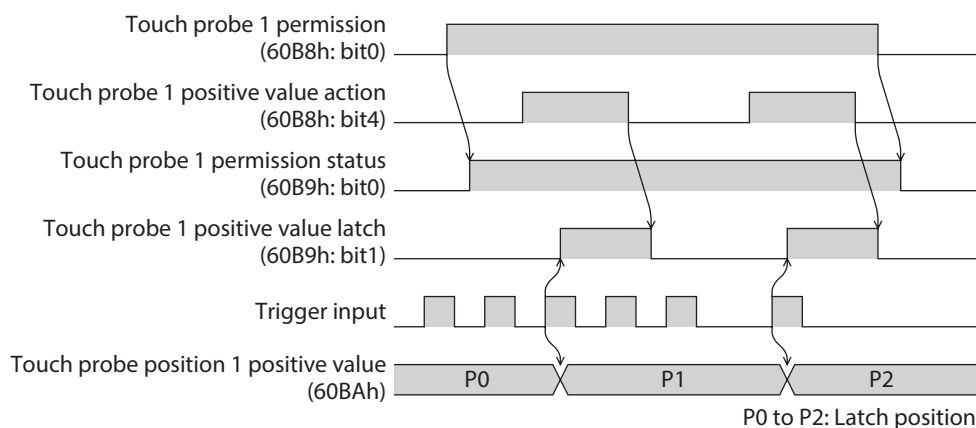 Touch probe 1 permission
(60B8h: bit0)
Touch probe 1 positive value action
(60B8h: bit4)
Touch probe 1 permission status
(60B9h: bit0)
Touch probe 1 positive value latch
(60B9h: bit1)
Trigger input
Touch probe position 1 positive value
(60BAh)
P0 P1 P2
P0 to P2: Latch position